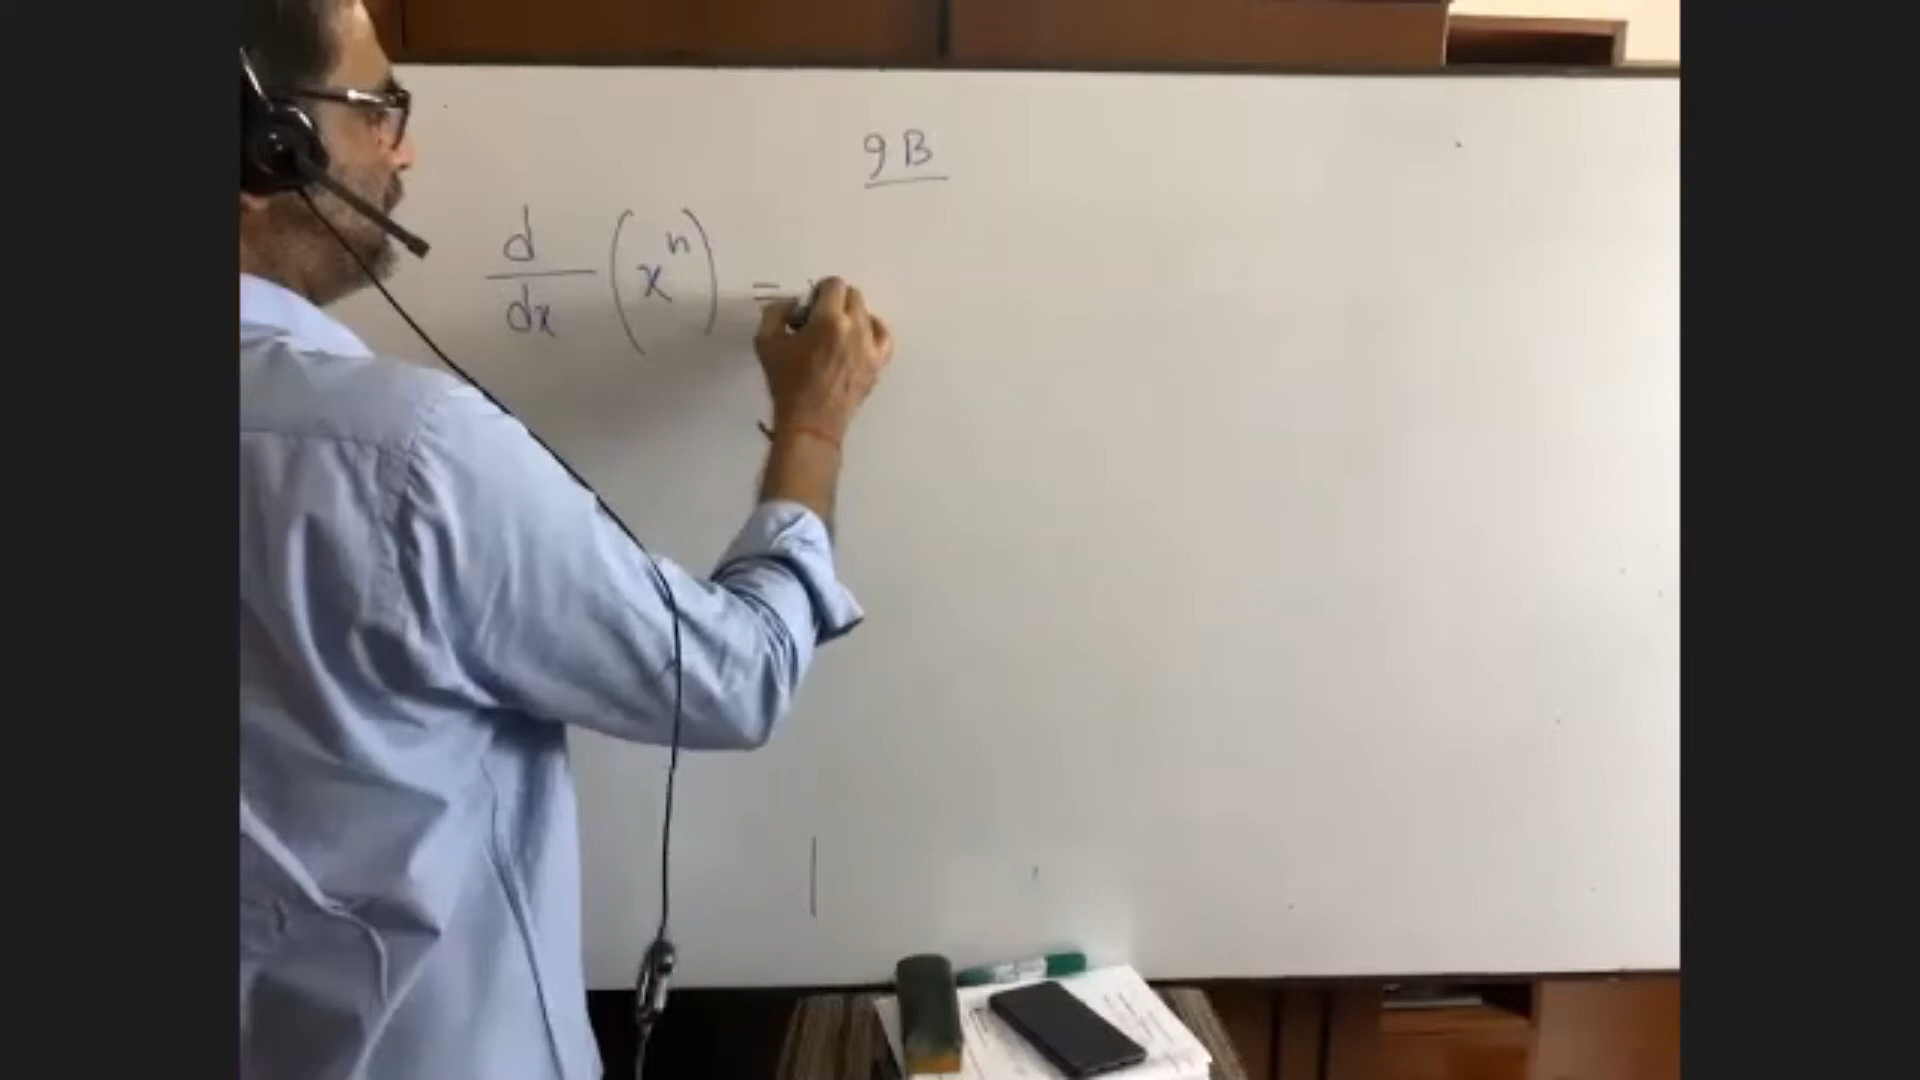 9B
d/dx (x^n) =